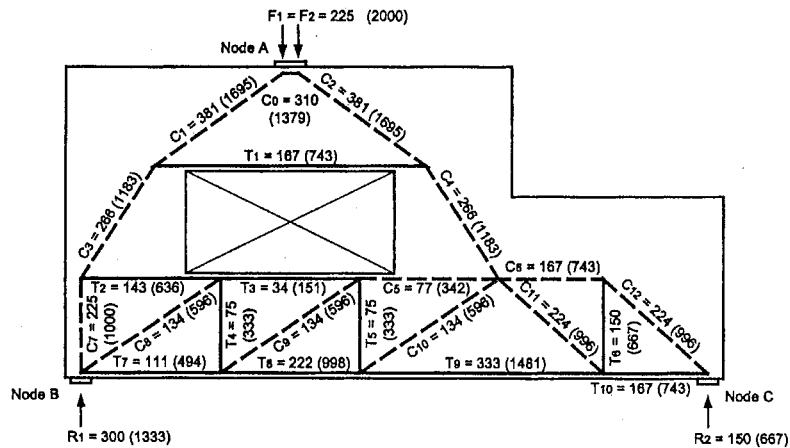 F1 = F2 = 225 (2000)
Node A
C1 = 381 (1695)
C2 = 381 (1695)
C0 = 310
(1379)
T1 = 167 (743)
C3 = 266 (1183)
C4 = 266 (1183)
C6 = 167 (743)
T2 = 143 (636)
T3 = 34 (151)
C5 = 77 (342)
C7 = 225
(1000)
C8 = 134 (596)
T4 = 75
(333)
C9 = 134 (596)
T5 = 75
(333)
C10 = 134 (596)
C11 = 224 (996)
T6 = 150
(667)
C12 = 224 (996)
T7 = 111 (494)
T8 = 222 (998)
T9 = 333 (1481)
T10 = 167 (743)
Node B
Node C
R1 = 300 (1333)
R2 = 150 (667)